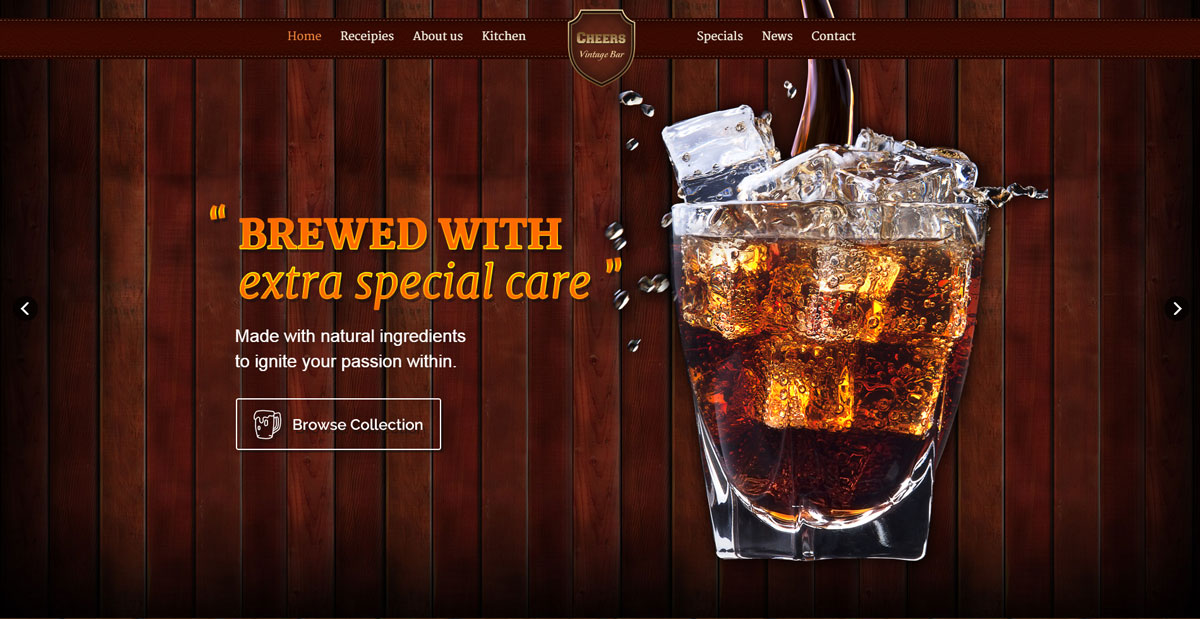 Home Receipies About us Kitchen CHEERS Specials News Contact
Vintage Bar
“ BREWED WITH
extra special care ”
Made with natural ingredients
to ignite your passion within.
Browse Collection